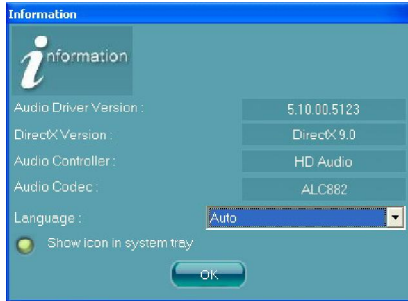 Information
information
Audio Driver Version : 5.10.00.5123
DirectX Version : DirectX 9.0
Audio Controller : HD Audio
Audio Codec : ALC882
Language : Auto
Show icon in system tray
OK